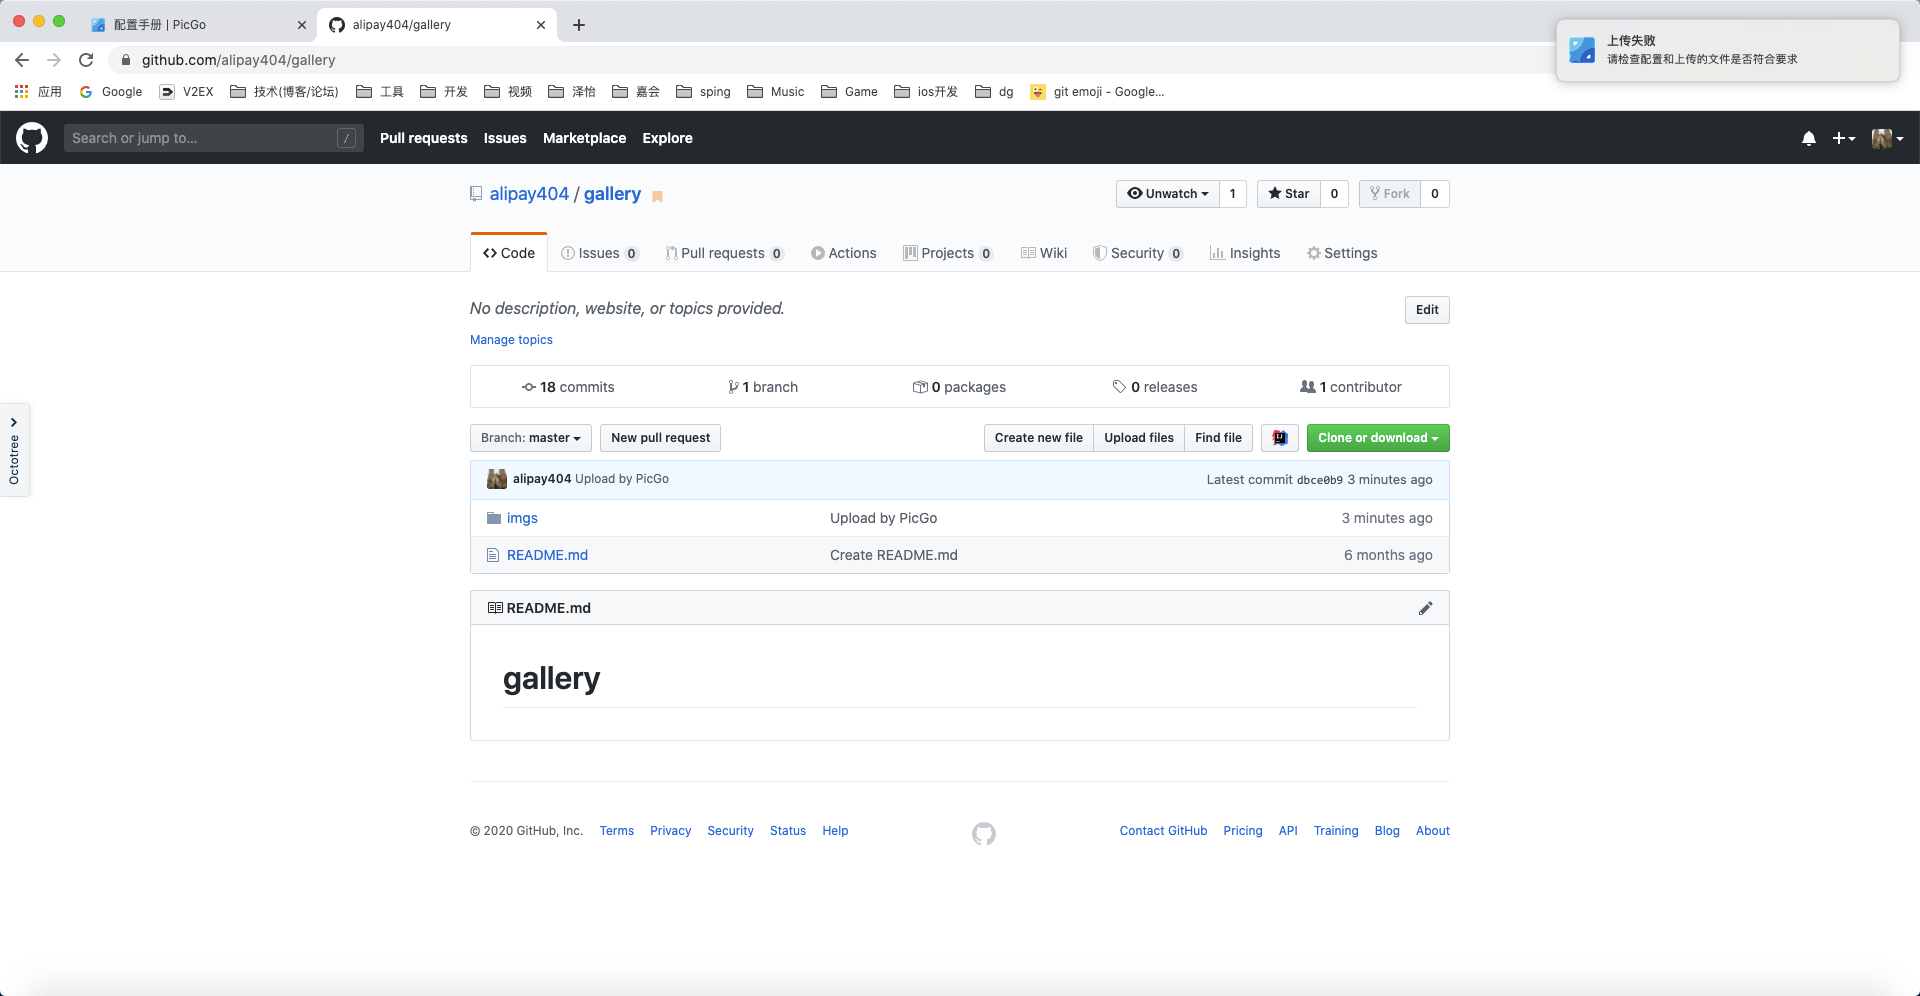 配置手册 | PicGo
alipay404/gallery
github.com/alipay404/gallery
上传失败
请检查配置和上传的文件是否符合要求
应用 Google V2EX 技术(博客/论坛) 工具 开发 视频 泽怡 嘉会 sping Music Game ios开发 dg git emoji - Google...
Search or jump to... / Pull requests Issues Marketplace Explore
alipay404 / gallery Unwatch 1 Star 0 Fork 0
Code Issues 0 Pull requests 0 Actions Projects 0 Wiki Security 0 Insights Settings
No description, website, or topics provided. Edit
Manage topics
18 commits 1 branch 0 packages 0 releases 1 contributor
Octotree
Branch: master New pull request Create new file Upload files Find file IJ Clone or download
alipay404 Upload by PicGo Latest commit dbce0b9 3 minutes ago
imgs Upload by PicGo 3 minutes ago
README.md Create README.md 6 months ago
README.md
gallery
© 2020 GitHub, Inc. Terms Privacy Security Status Help Contact GitHub Pricing API Training Blog About